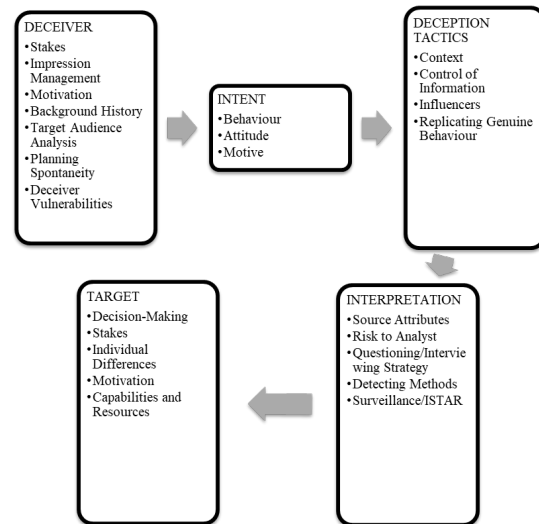 DECEIVER
•Stakes
•Impression
Management
•Motivation
•Background History
•Target Audience
Analysis
•Planning
Spontaneity
•Deceiver
Vulnerabilities
INTENT
•Behaviour
•Attitude
•Motive
DECEPTION
TACTICS
•Context
•Control of
Information
•Influencers
•Replicating Genuine
Behaviour
INTERPRETATION
•Source Attributes
•Risk to Analyst
•Questioning/Intervie
wing Strategy
•Detecting Methods
•Surveillance/ISTAR
TARGET
•Decision-Making
•Stakes
•Individual
Differences
•Motivation
•Capabilities and
Resources